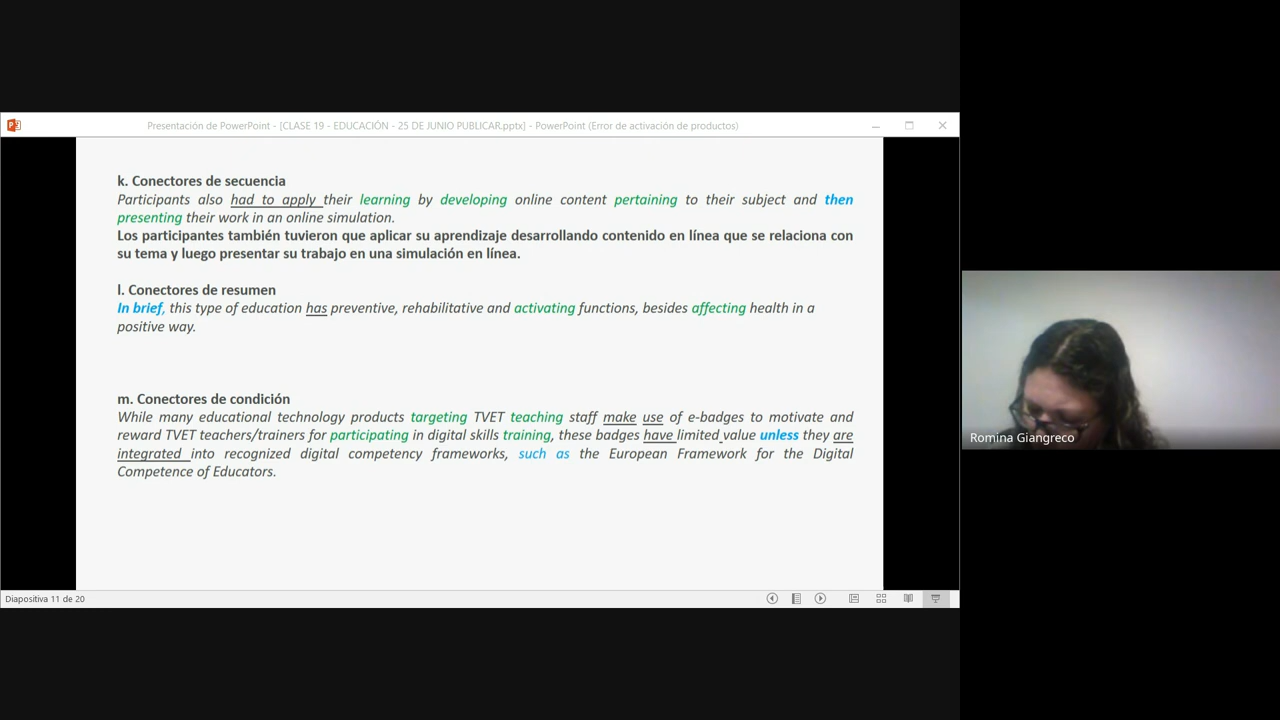 Presentación de PowerPoint - [CLASE 19 - EDUCACIÓN - 25 DE JUNIO PUBLICAR.pptx] - PowerPoint (Error de activación de productos)
k. Conectores de secuencia
Participants also had to apply their learning by developing online content pertaining to their subject and then
presenting their work in an online simulation.
Los participantes también tuvieron que aplicar su aprendizaje desarrollando contenido en línea que se relaciona con
su tema y luego presentar su trabajo en una simulación en línea.
l. Conectores de resumen
In brief, this type of education has preventive, rehabilitative and activating functions, besides affecting health in a
positive way.
m. Conectores de condición
While many educational technology products targeting TVET teaching staff make use of e-badges to motivate and
reward TVET teachers/trainers for participating in digital skills training, these badges have limited value unless they are
integrated into recognized digital competency frameworks, such as the European Framework for the Digital
Competence of Educators.
Romina Giangreco
Diapositiva 11 de 20